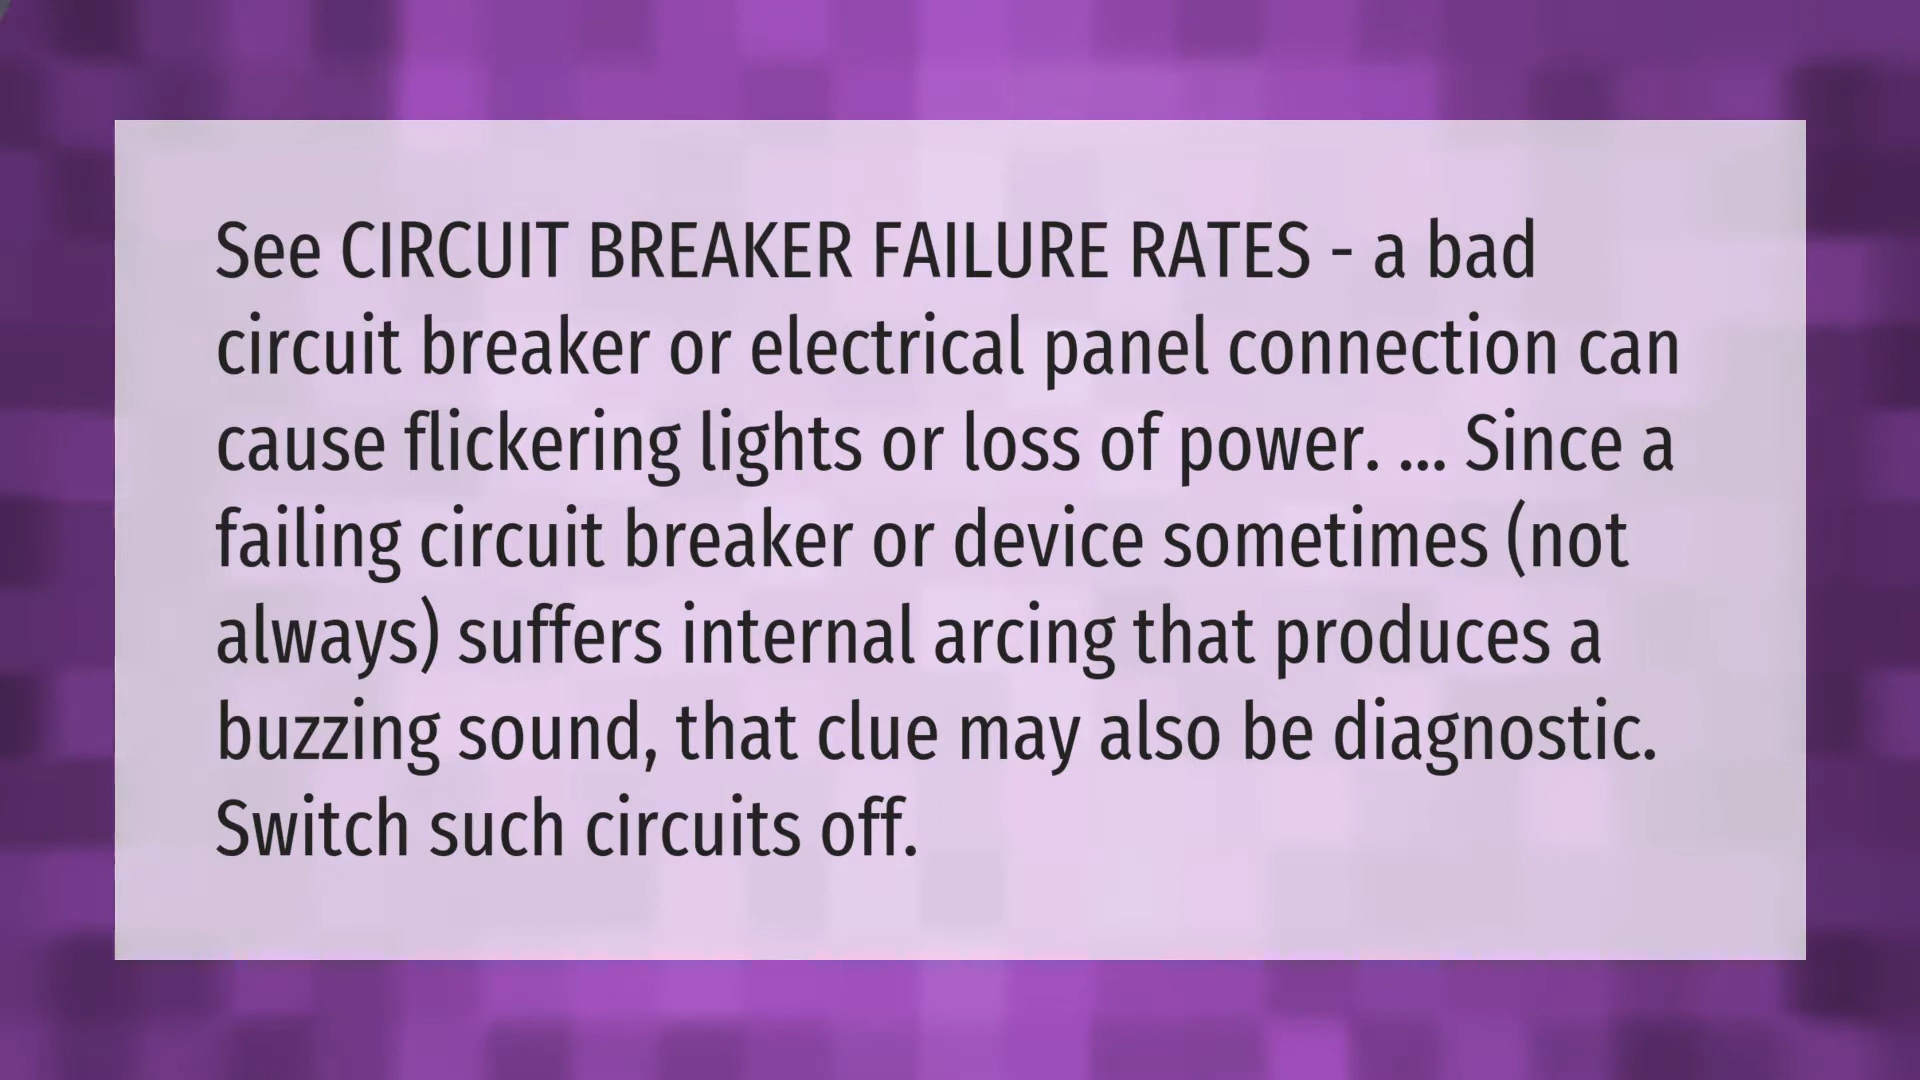 See CIRCUIT BREAKER FAILURE RATES - a bad
circuit breaker or electrical panel connection can
cause flickering lights or loss of power. ... Since a
failing circuit breaker or device sometimes (not
always) suffers internal arcing that produces a
buzzing sound, that clue may also be diagnostic.
Switch such circuits off.